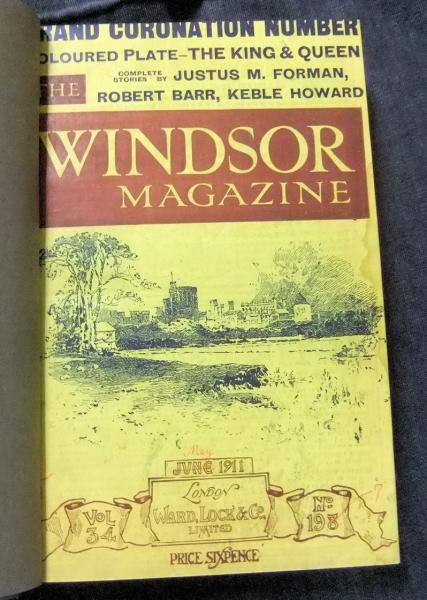 RAND CORONATION NUMBER
OLOURED PLATE–THE KING & QUEEN
COMPLETE STORIES BY JUSTUS M. FORMAN,
THE ROBERT BARR, KEBLE HOWARD
WINDSOR
MAGAZINE
May
JUNE 1911
LONDON
VOL 34
WARD, LOCK & Co.
LIMITED
No 198
7
PRICE SIXPENCE